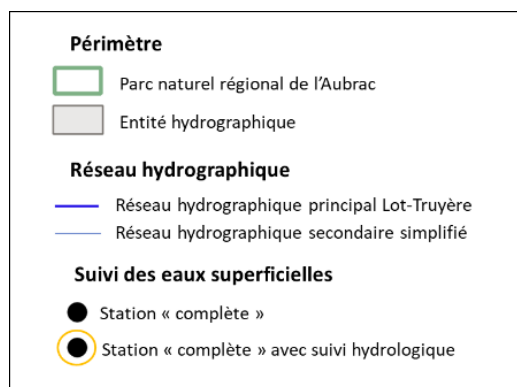 Périmètre
Parc naturel régional de l'Aubrac
Entité hydrographique
Réseau hydrographique
Réseau hydrographique principal Lot-Truyère
Réseau hydrographique secondaire simplifié
Suivi des eaux superficielles
Station « complète »
Station « complète » avec suivi hydrologique